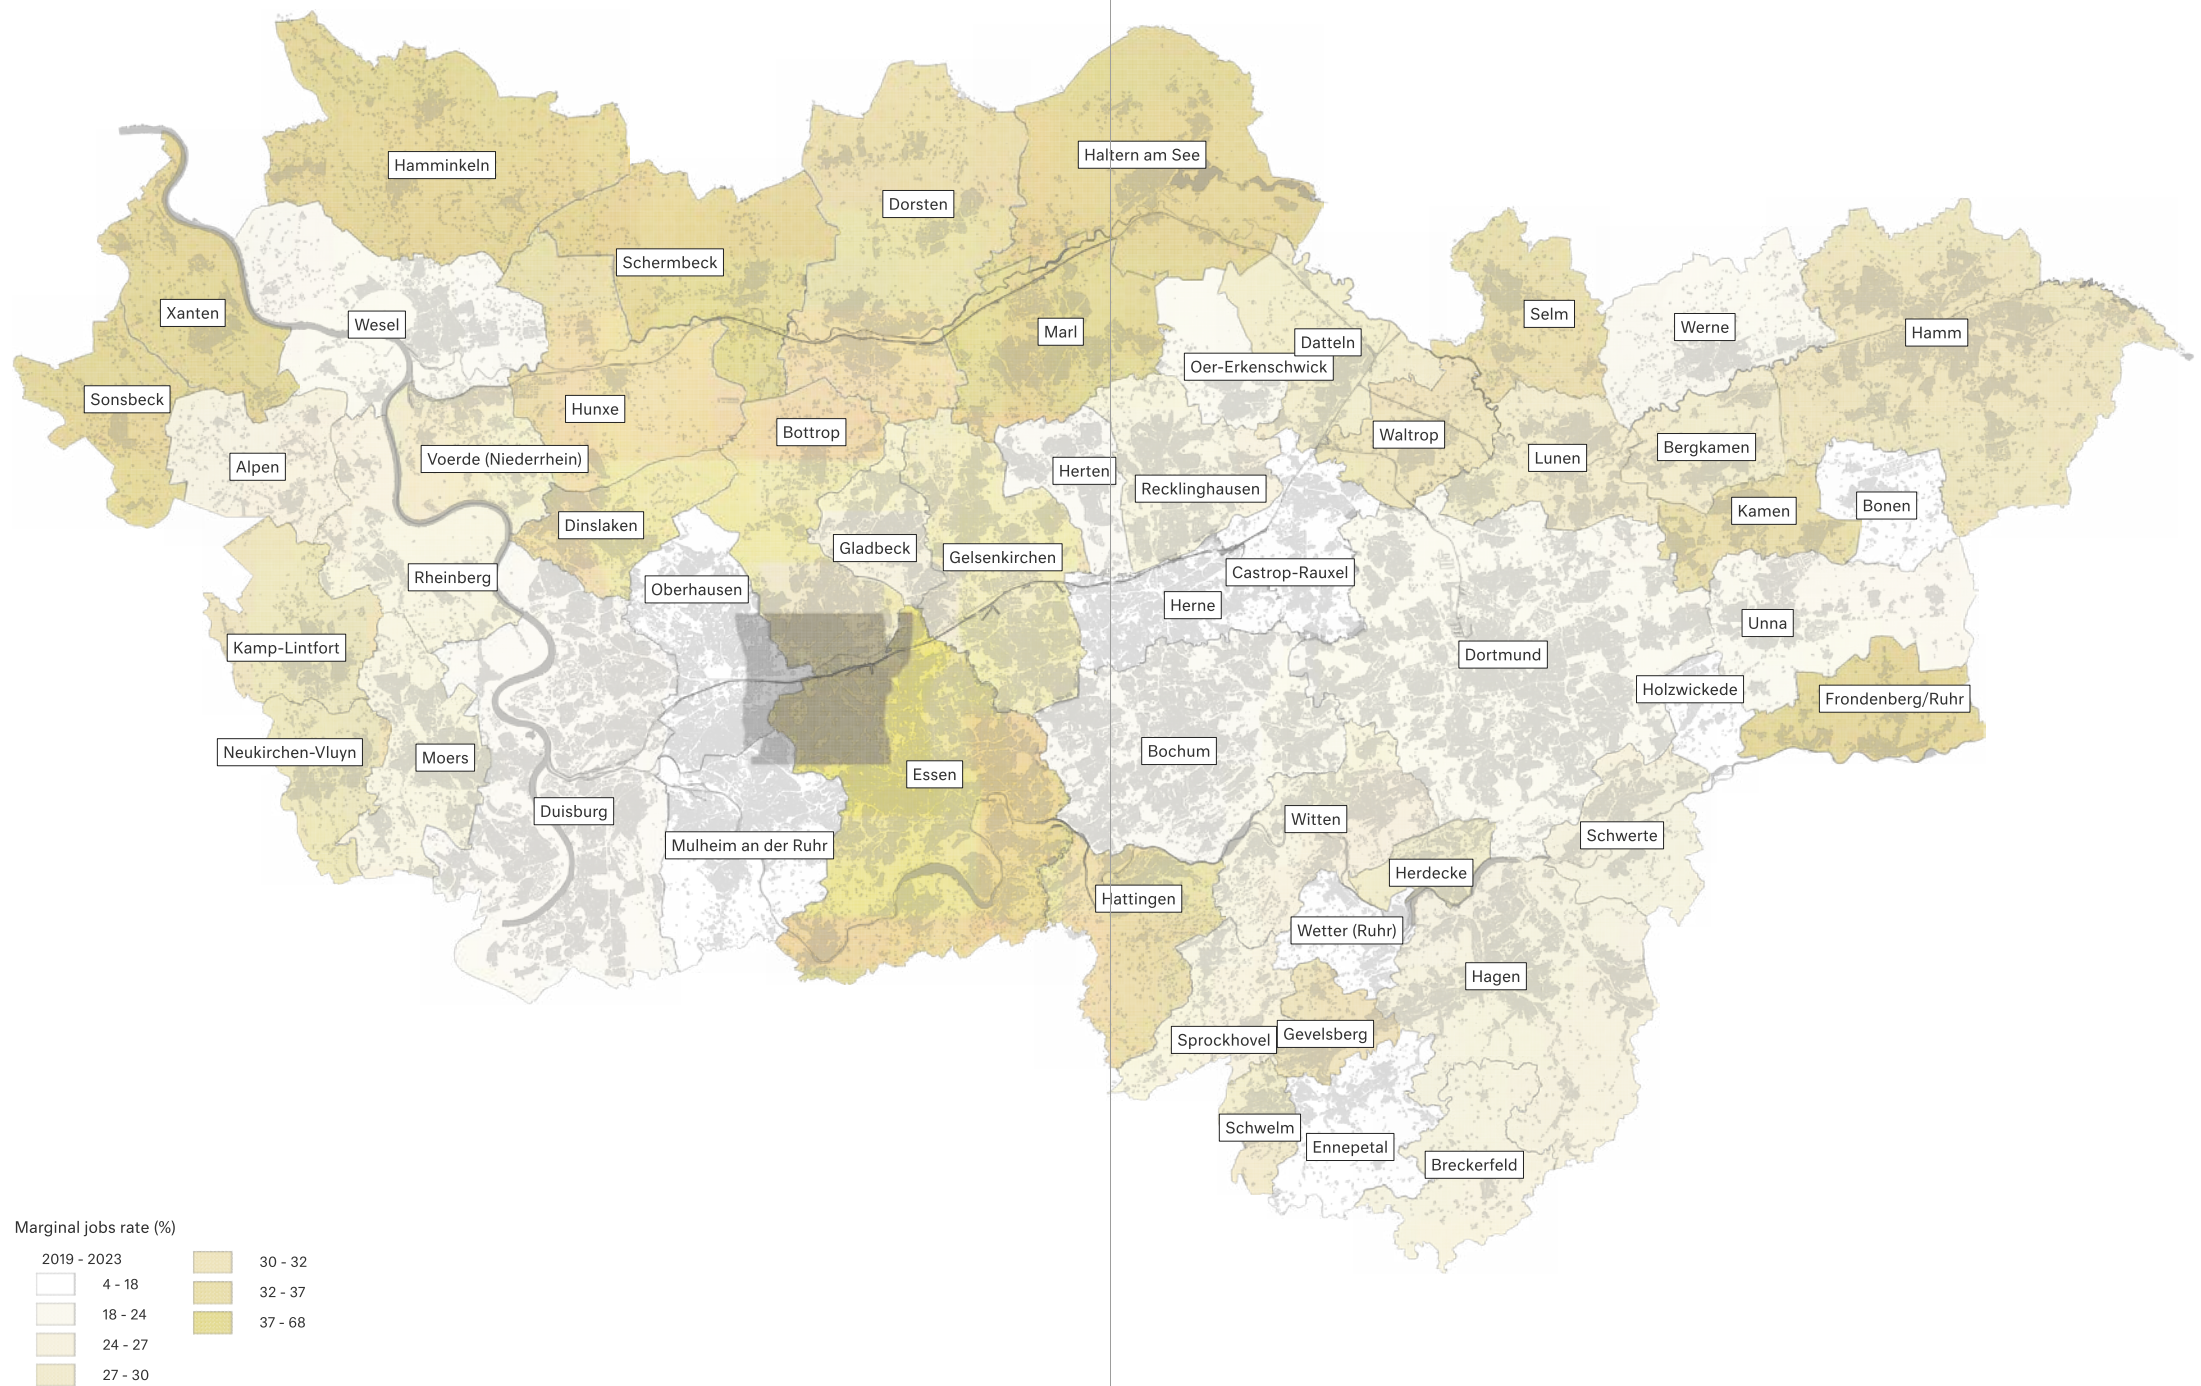 Hamminkeln
Haltern am See
Dorsten
Schermbeck
Xanten
Wesel
Marl
Selm
Werne
Hamm
Datteln
Oer-Erkenschwick
Sonsbeck
Hunxe
Bottrop
Waltrop
Bergkamen
Alpen
Voerde (Niederrhein)
Herten
Lunen
Recklinghausen
Kamen
Bonen
Dinslaken
Gladbeck
Gelsenkirchen
Rheinberg
Oberhausen
Castrop-Rauxel
Herne
Unna
Kamp-Lintfort
Dortmund
Holzwickede
Frondenberg/Ruhr
Neukirchen-Vluyn
Moers
Bochum
Essen
Duisburg
Witten
Mulheim an der Ruhr
Schwerte
Herdecke
Hattingen
Wetter (Ruhr)
Hagen
Sprockhovel
Gevelsberg
Schwelm
Ennepetal
Breckerfeld
Marginal jobs rate (%)
2019 - 2023
4 - 18
18 - 24
24 - 27
27 - 30
30 - 32
32 - 37
37 - 68